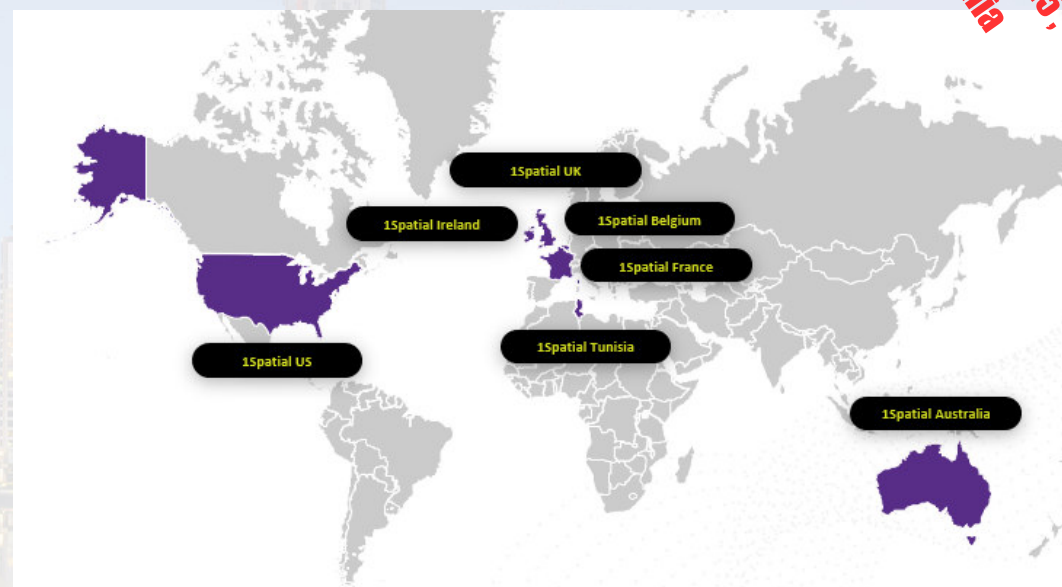 1Spatial UK
1Spatial Ireland
1Spatial Belgium
1Spatial France
1Spatial US
1Spatial Tunisia
1Spatial Australia